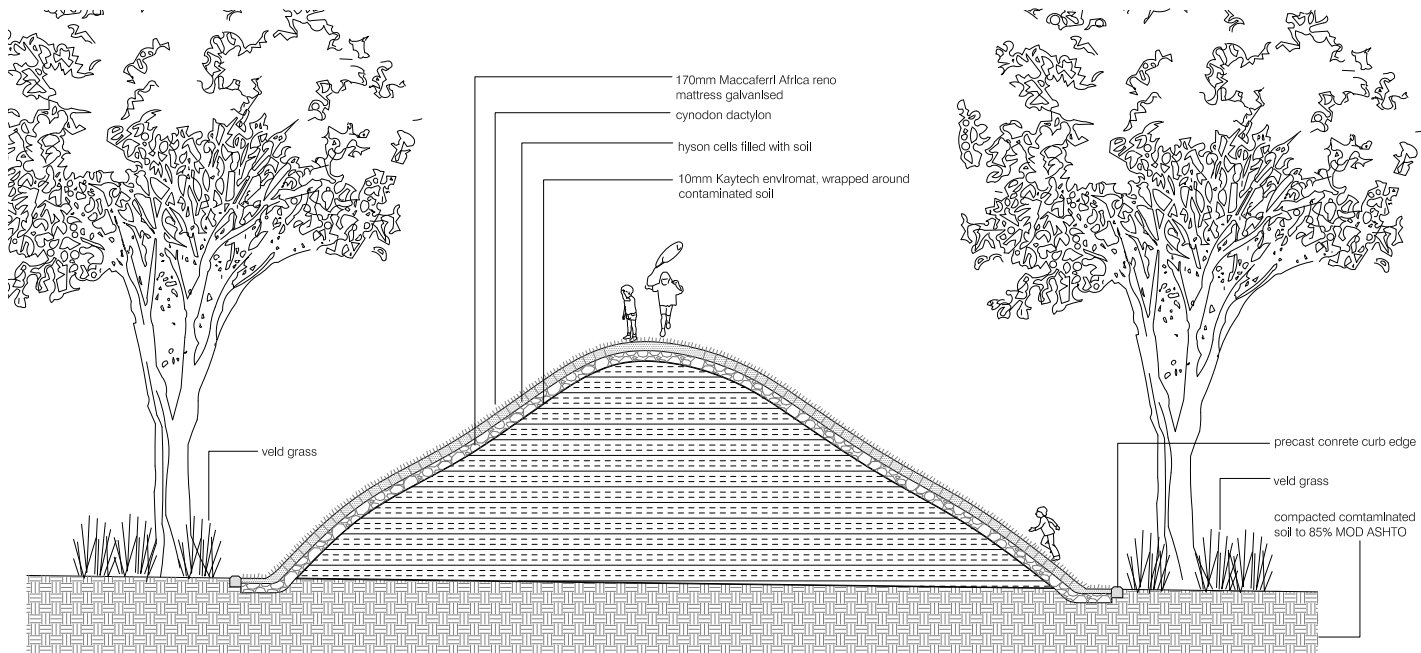 170mm Maccaferri Africa reno
mattress galvanised
cynodon dactylon
hyson cells filled with soil
10mm Kaytech enviromat, wrapped around
contaminated soil
veld grass
precast conrete curb edge
veld grass
compacted comtaminated
soil to 85% MOD ASHTO